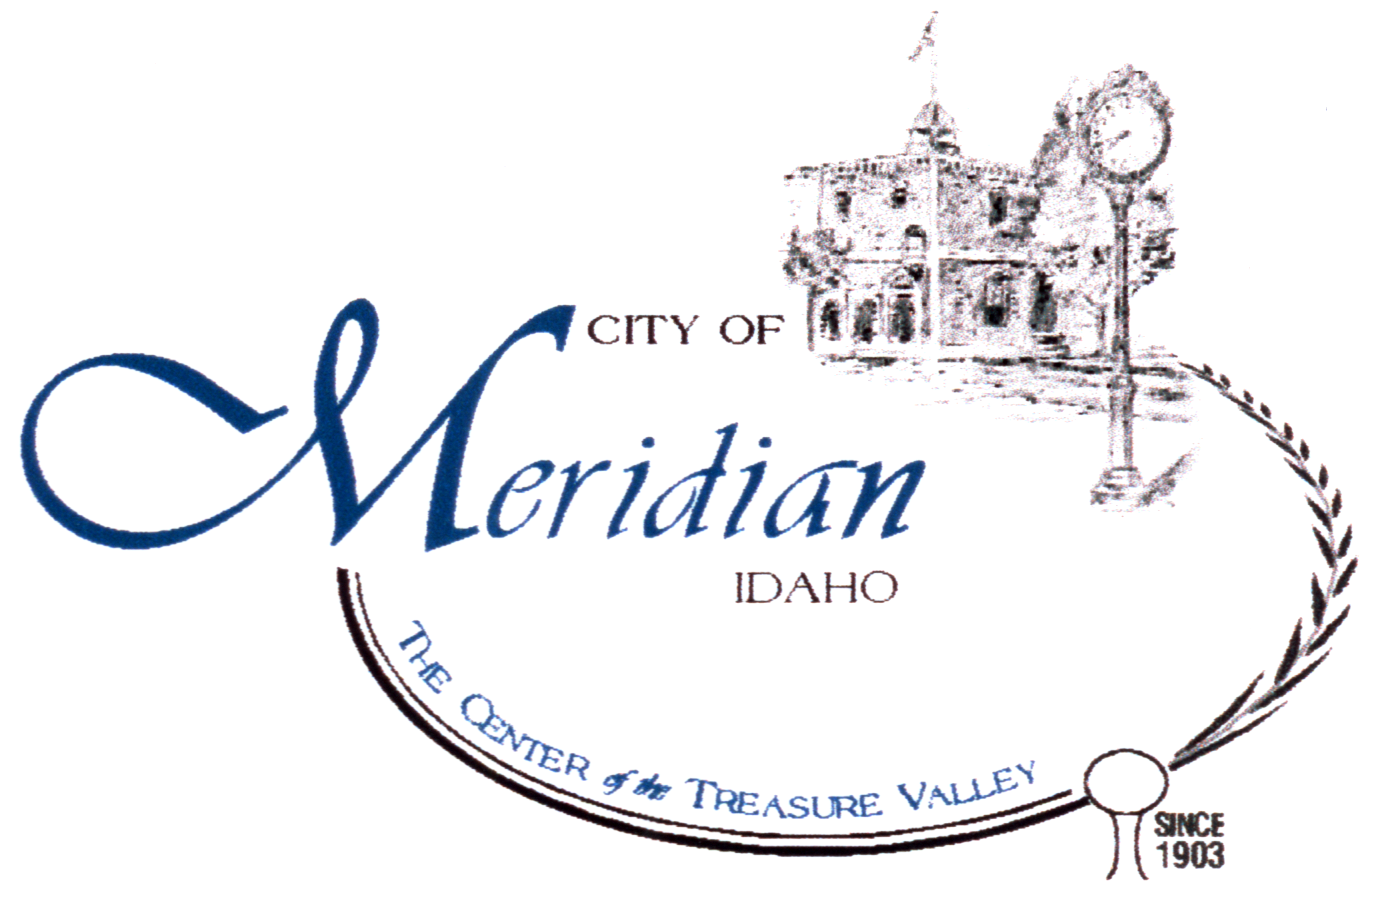 CITY OF
Meridian
IDAHO
THE CENTER of the TREASURE VALLEY
SINCE
1903